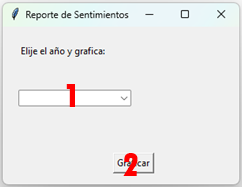 Reporte de Sentimientos
Elije el año y grafica:
1
Graficar
2